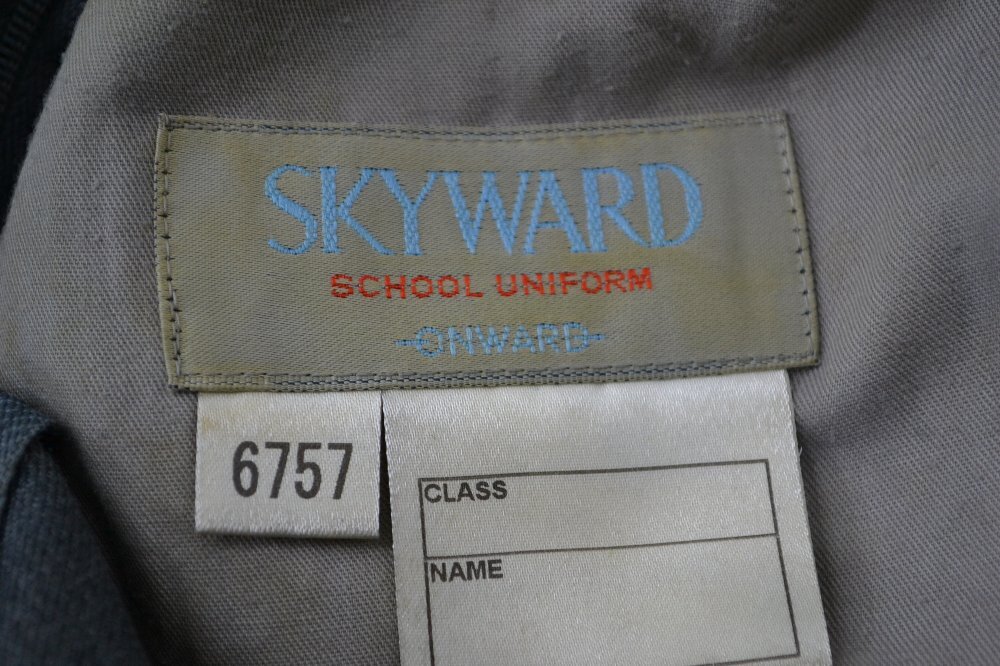 SKYWARD
SCHOOL UNIFORM
ONWARD
6757
CLASS
NAME